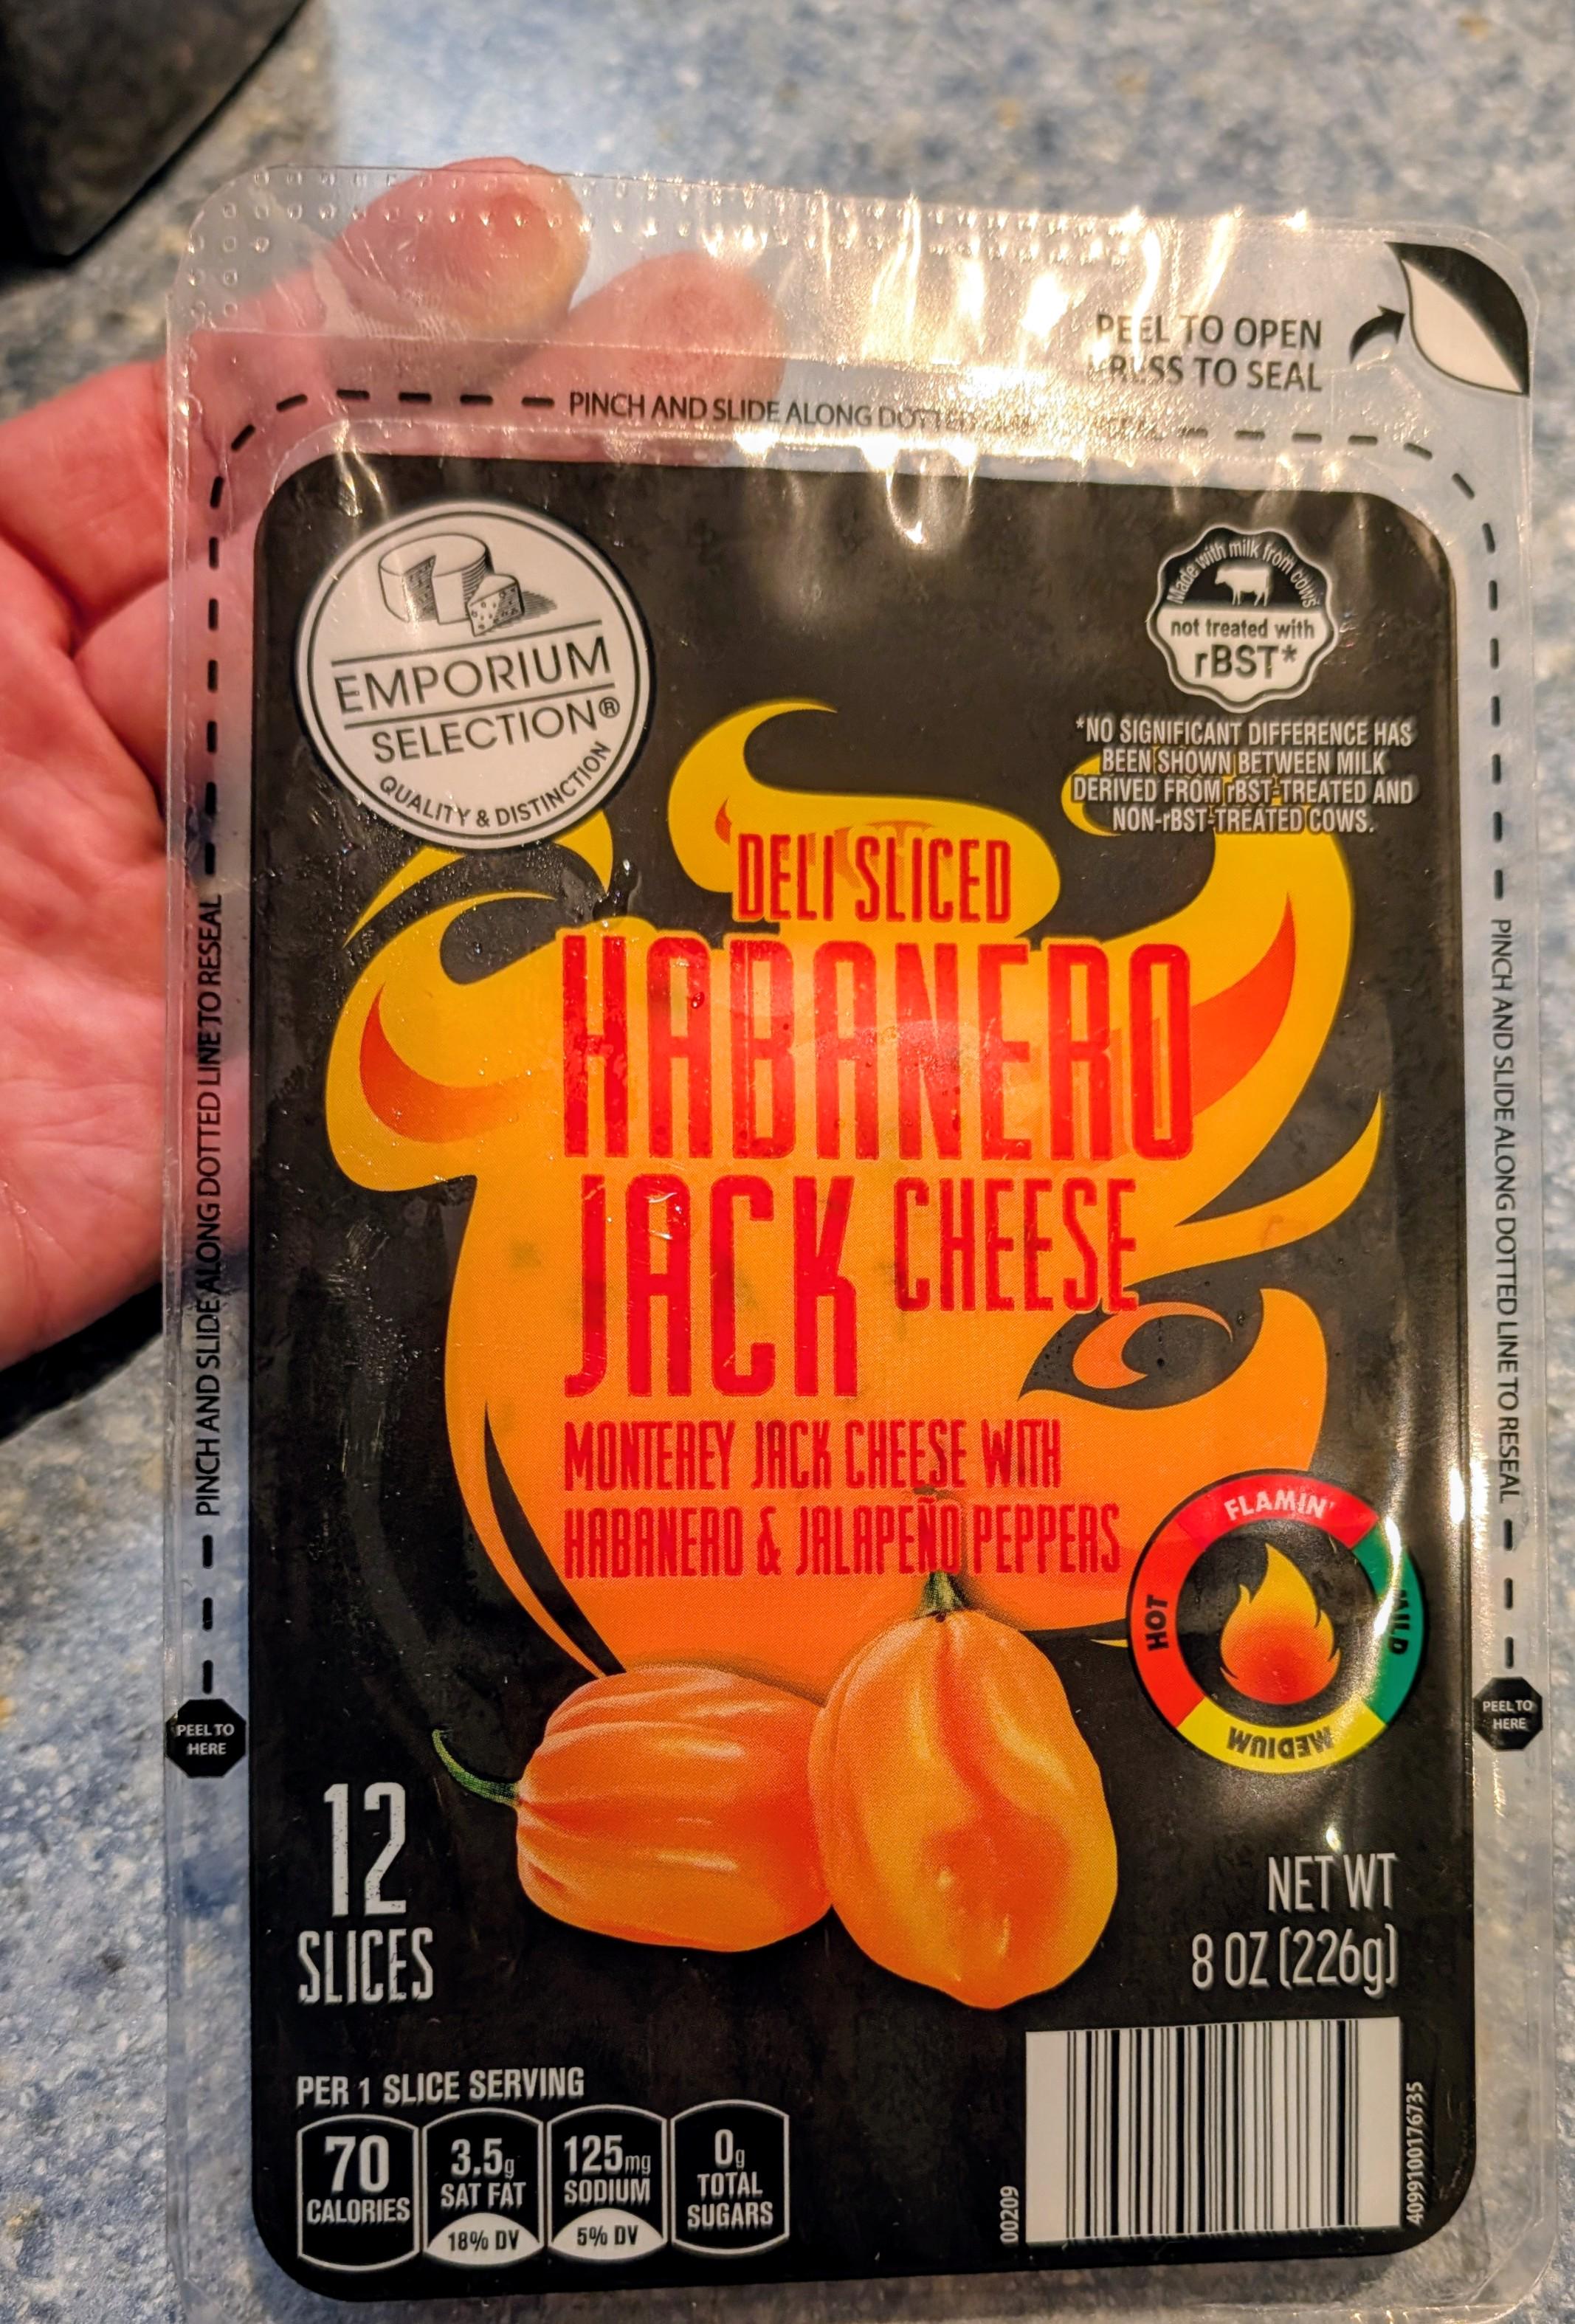 PEEL TO OPEN
PRESS TO SEAL
PINCH AND SLIDE ALONG DOTTED
EMPORIUM
SELECTION®
QUALITY & DISTINCTION
Made with milk from cows
not treated with
rBST*
*NO SIGNIFICANT DIFFERENCE HAS
BEEN SHOWN BETWEEN MILK
DERIVED FROM rBST-TREATED AND
NON-rBST-TREATED COWS.
DELI SLICED
HABANERO
JACK CHEESE
MONTEREY JACK CHEESE WITH
HABANERO & JALAPEÑO PEPPERS
PINCH AND SLIDE ALONG DOTTED LINE TO RESEAL
PINCH AND SLIDE ALONG DOTTED LINE TO RESEAL
FLAMIN'
HOT
MILD
MEDIUM
PEEL TO
HERE
PEEL TO
HERE
12
SLICES
NET WT
8 OZ (226g)
PER 1 SLICE SERVING
70
CALORIES
3.5g
SAT FAT
18% DV
125mg
SODIUM
5% DV
0g
TOTAL
SUGARS
00209
4099100176735